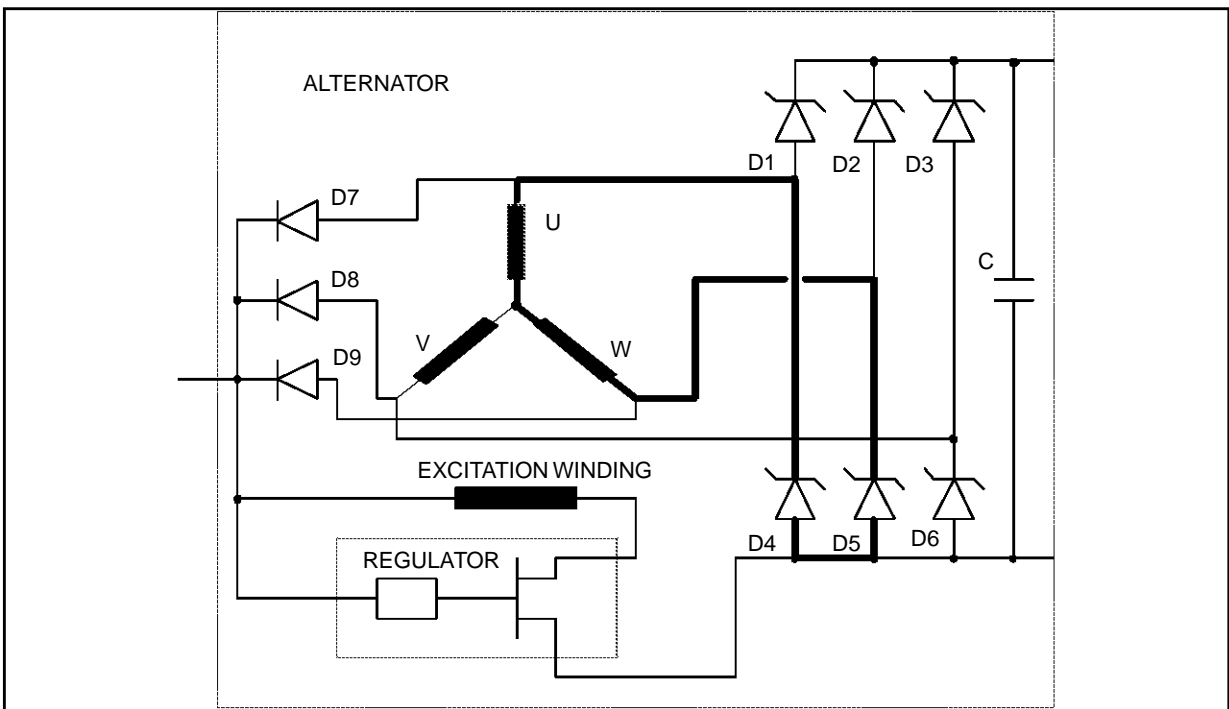 ALTERNATOR
D1
D2
D3
D7
U
D8
C
V
W
D9
EXCITATION WINDING
D4
D5
D6
REGULATOR